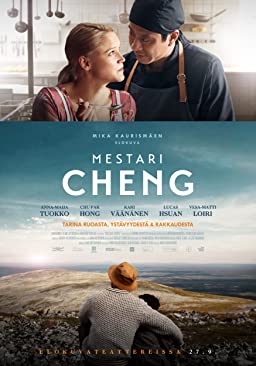 MIKA KAURISMÄEN
ELOKUVA
MESTARI
CHENG
ANNA-MAIJA TUOKKO
CHU PAK HONG
KARI VÄÄNÄNEN
LUCAS HSUAN
VESA-MATTI LOIRI
TARINA RUOASTA, YSTÄVYYDESTÄ & RAKKAUDESTA
ELOKUVATEATTEREISSA 27.9.